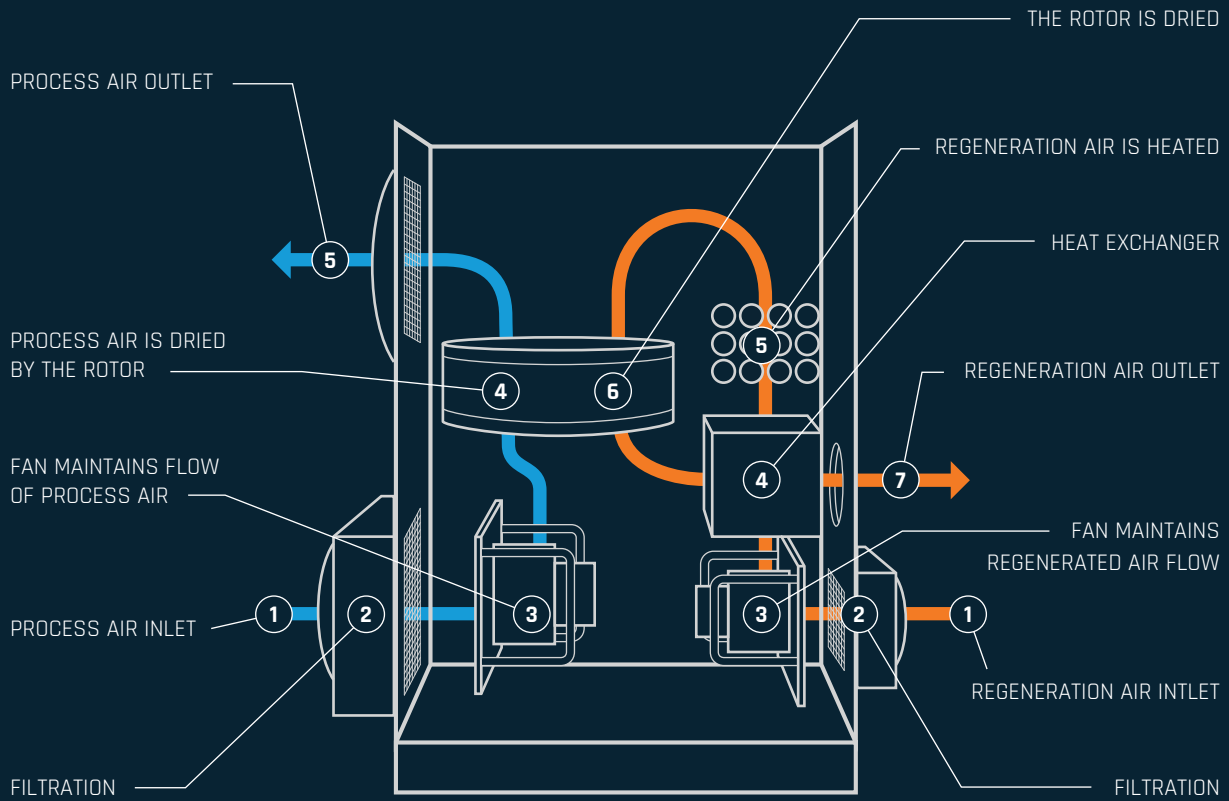 THE ROTOR IS DRIED
PROCESS AIR OUTLET
REGENERATION AIR IS HEATED
HEAT EXCHANGER
5
PROCESS AIR IS DRIED
BY THE ROTOR
5
4
6
REGENERATION AIR OUTLET
FAN MAINTAINS FLOW
OF PROCESS AIR
4
7
FAN MAINTAINS
REGENERATED AIR FLOW
PROCESS AIR INLET
1
2
3
3
2
1
REGENERATION AIR INTLET
FILTRATION
FILTRATION